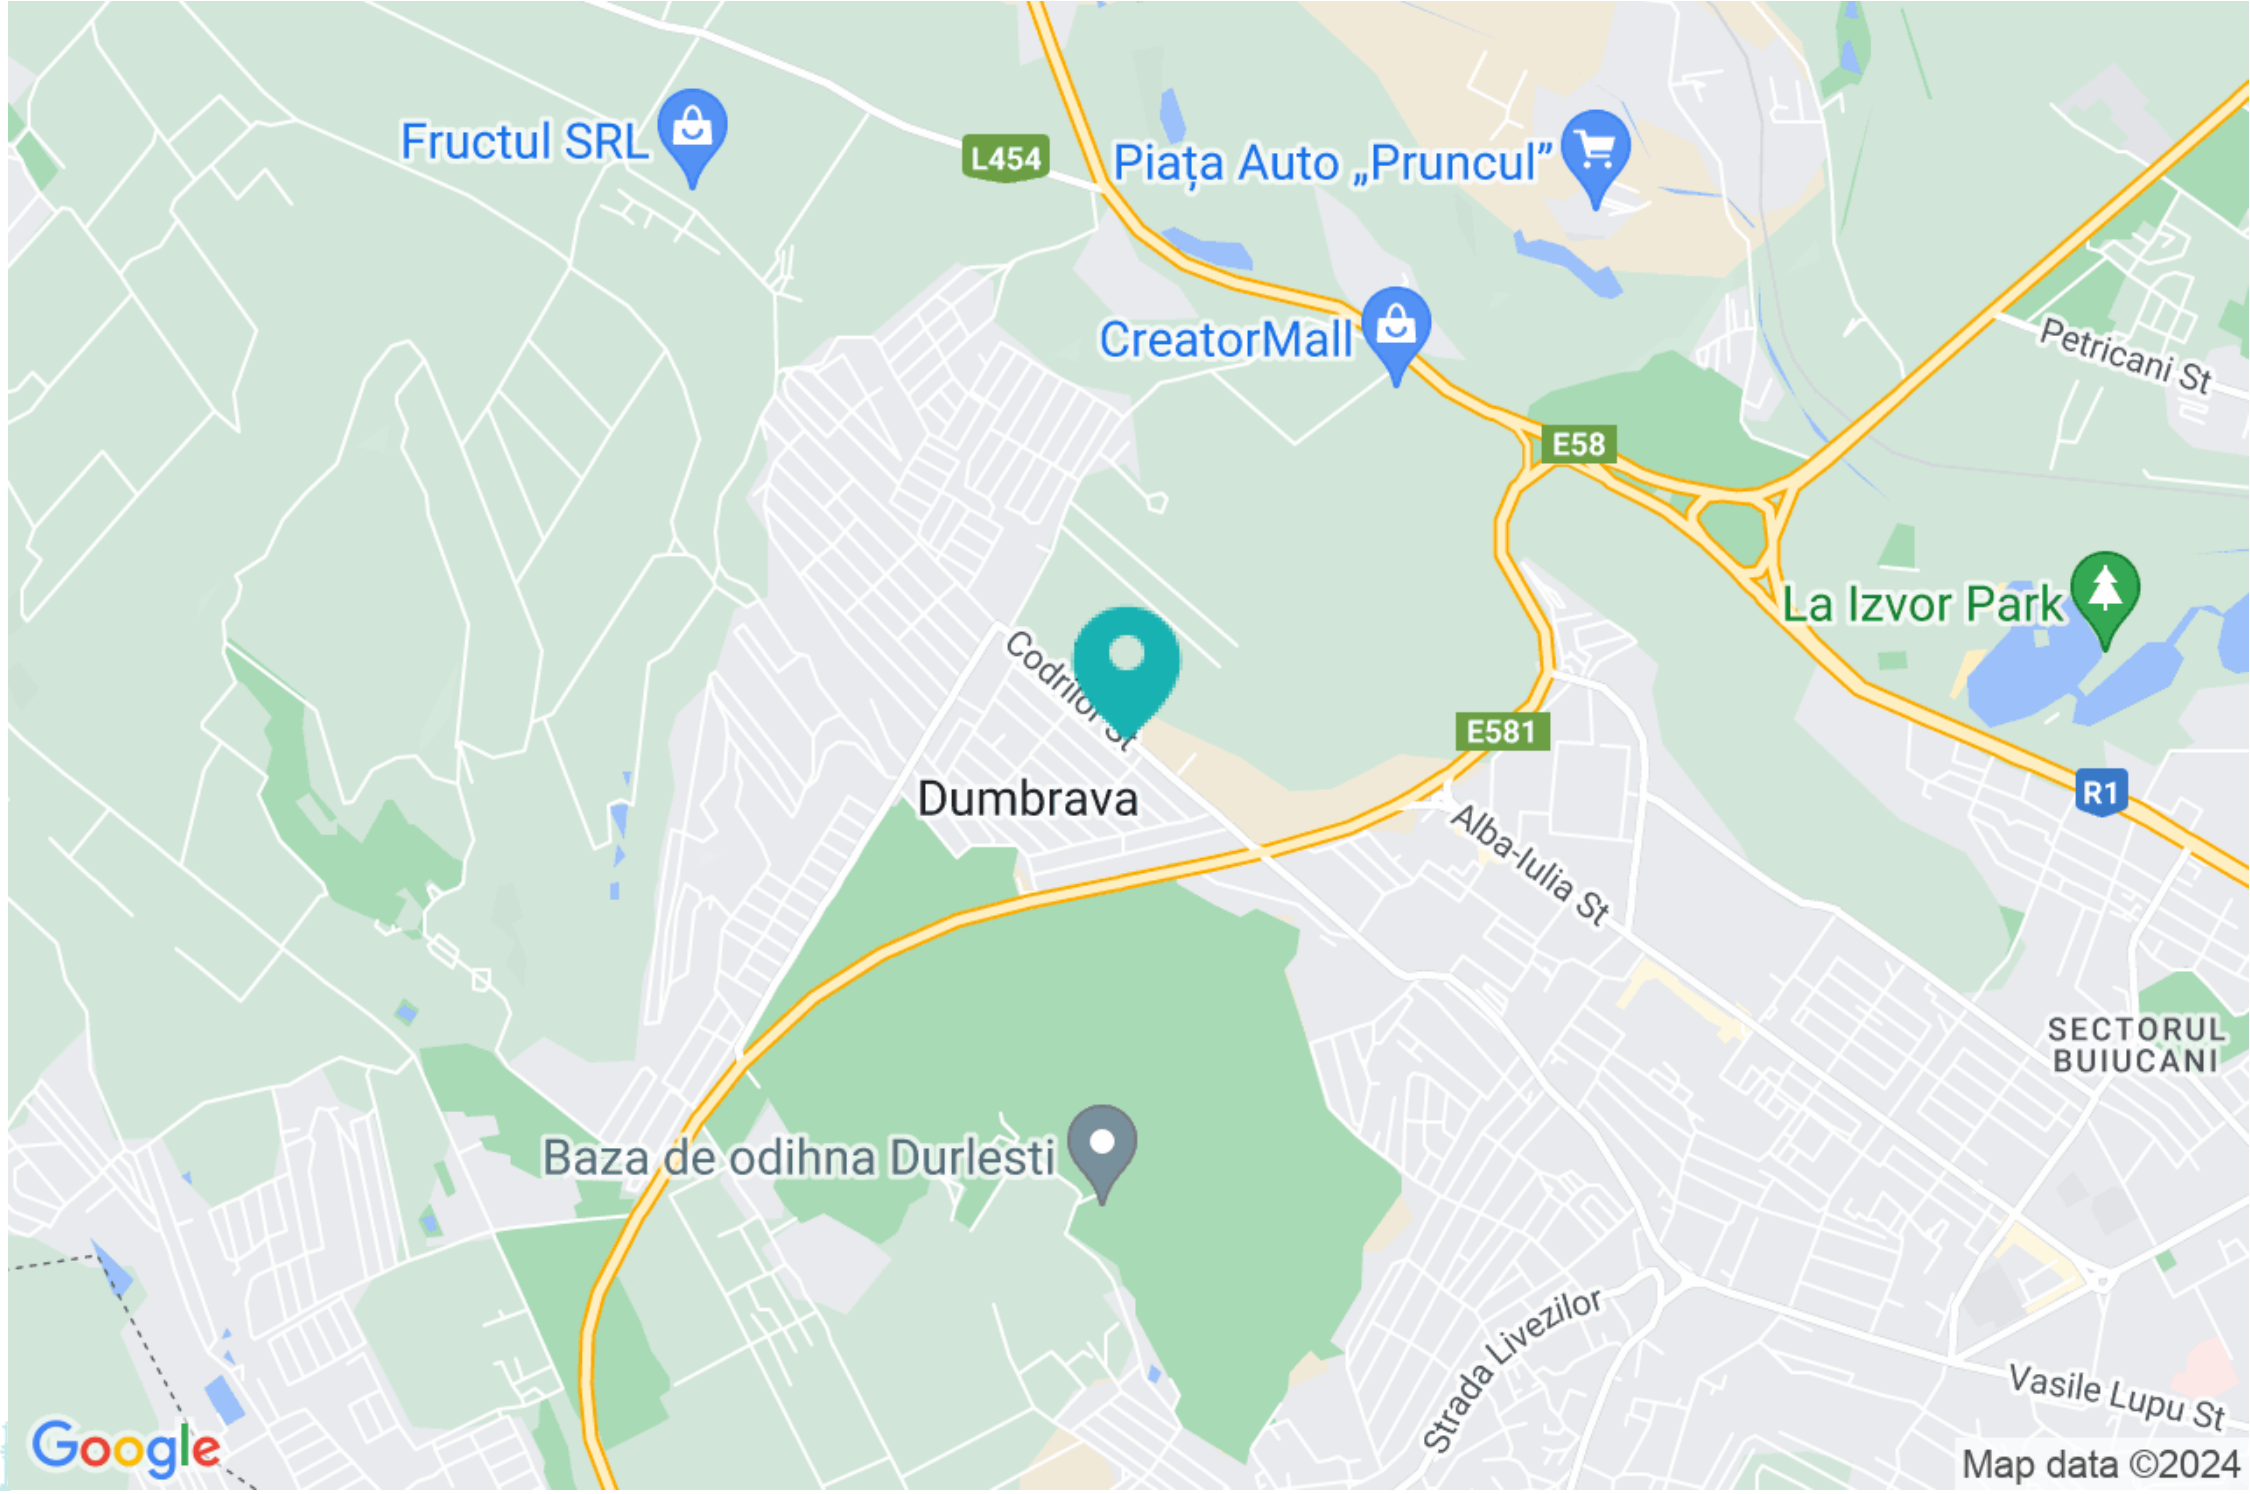 Fructul SRL
L454
Piața Auto „Pruncul”
CreatorMall
Petricani St
E58
La Izvor Park
Codrilor St
E581
R1
Dumbrava
Alba-Iulia St
SECTORUL
BUIUCANI
Baza de odihna Durlesti
Strada Livezilor
Vasile Lupu St
Google
Map data ©2024